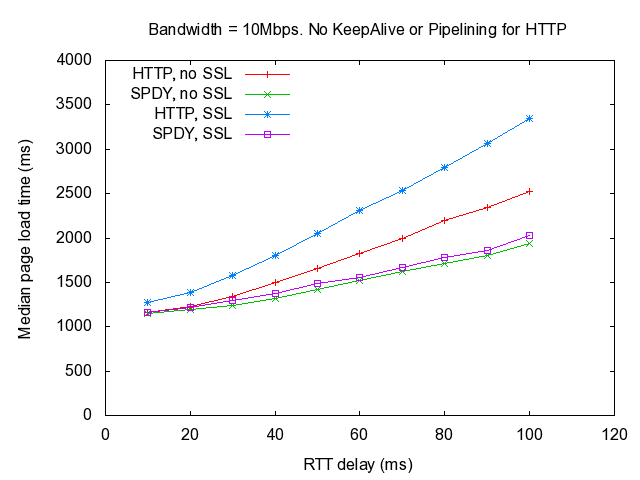 Bandwidth = 10Mbps. No KeepAlive or Pipelining for HTTP
4000
3500
3000
2500
2000
1500
1000
500
0
Median page load time (ms)
HTTP, no SSL
SPDY, no SSL
HTTP, SSL
SPDY, SSL
0 20 40 60 80 100 120
RTT delay (ms)